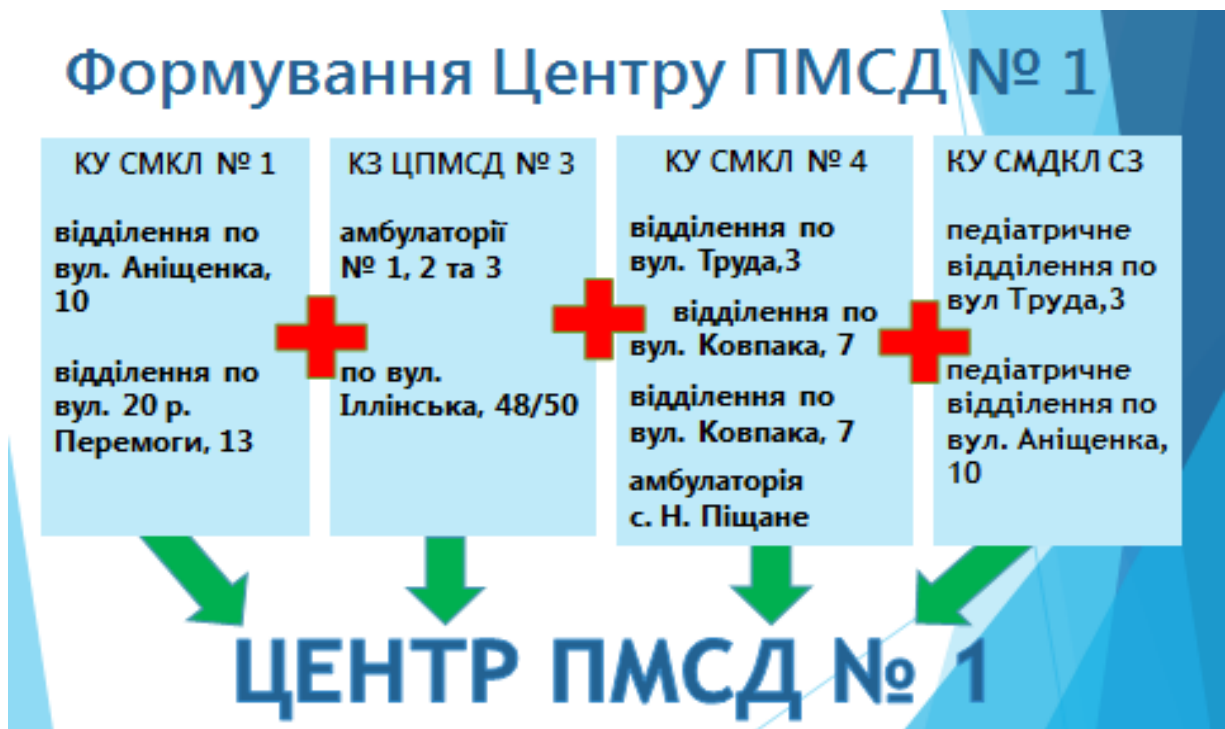 Формування Центру ПМСД № 1
КУ СМКЛ № 1
відділення по
вул. Аніщенка,
10
відділення по
вул. 20 р.
Перемоги, 13
КЗ ЦПМСД № 3
амбулаторії
№ 1, 2 та 3
по вул.
Іллінська, 48/50
КУ СМКЛ № 4
відділення по
вул. Труда,3
відділення по
вул. Ковпака, 7
відділення по
вул. Ковпака, 7
амбулаторія
с. Н. Піщане
КУ СМДКЛ СЗ
педіатричне
відділення по
вул Труда,3
педіатричне
відділення по
вул. Аніщенка,
10
ЦЕНТР ПМСД № 1